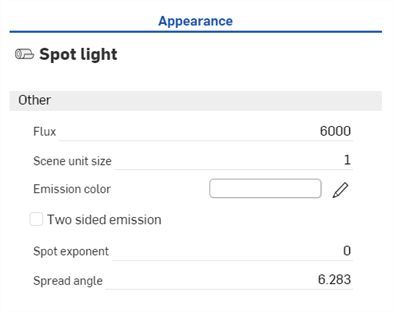 Appearance
Spot light
Other
Flux 6000
Scene unit size 1
Emission color
Two sided emission
Spot exponent 0
Spread angle 6.283